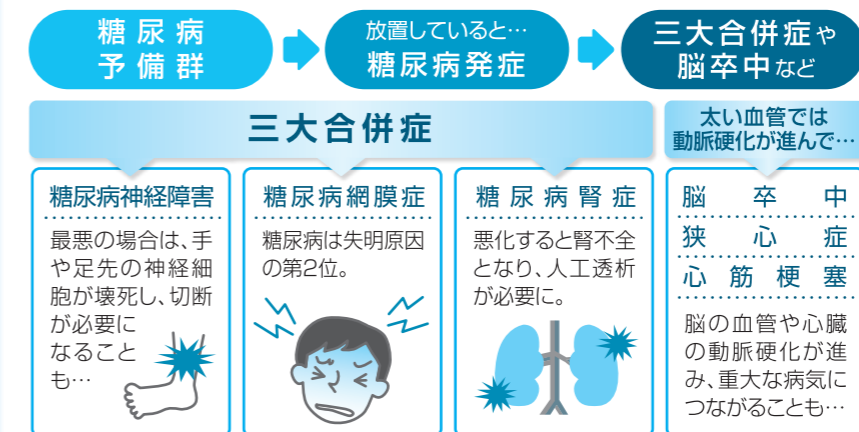 糖尿病
予備群
放置していると…
糖尿病発症
三大合併症や
脳卒中など
三大合併症
太い血管では
動脈硬化が進んで…
糖尿病神経障害
最悪の場合は、手
や足先の神経細
胞が壊死し、切断
が必要に
なること
も…
糖尿病網膜症
糖尿病は失明原因
の第2位。
糖尿病腎症
悪化すると腎不全
となり、人工透析
が必要に。
脳卒中
狭心症
心筋梗塞
脳の血管や心臓
の動脈硬化が進
み、重大な病気に
つながることも…